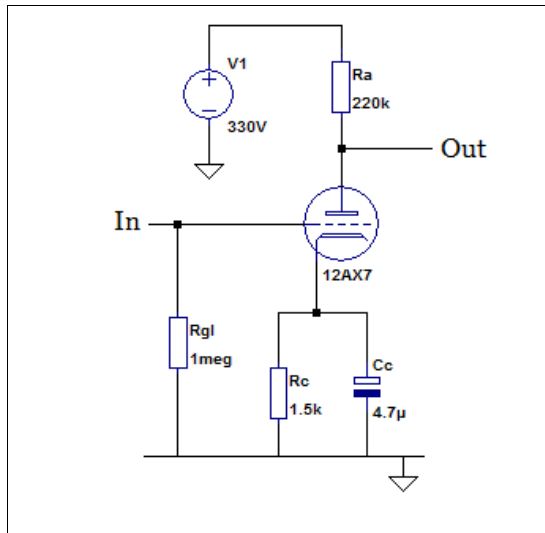 V1
+
330V
Ra
220k
Out
In
12AX7
Rgl
1meg
Rc
1.5k
Cc
4.7µ